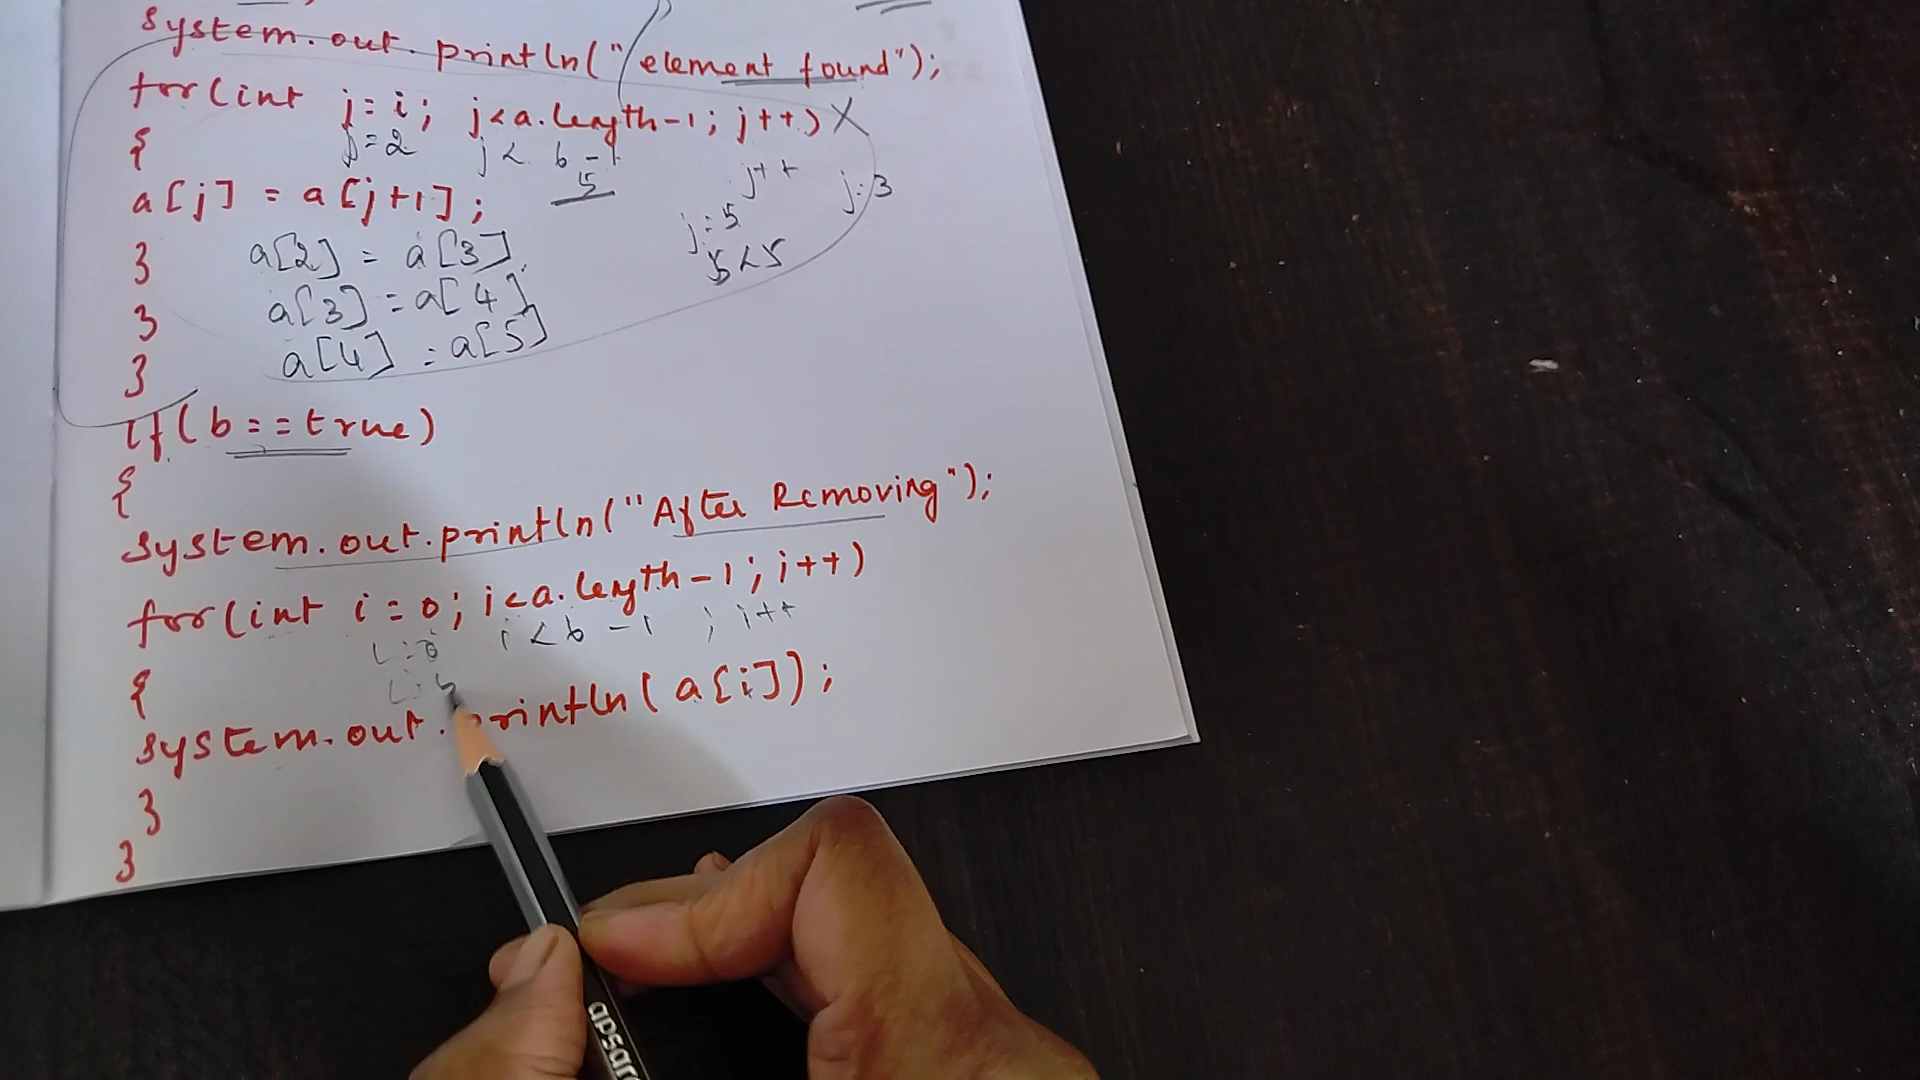 system.out.println("element found");
for(int j=i; j<a.length-1; j++) X
{ j=2 j < 6-1
5
a[j] = a[j+1]; j++ j=3
j=5
} a[2] = a[3] 5<5
} a[3] = a[4]
} a[4] = a[5]
if(b==true)
{
system.out.println("After Removing");
for(int i=0; i<a.length-1; i++)
i=0 i<6-1 ; i++
{
system.out.println(a[i]);
}
}
apsara